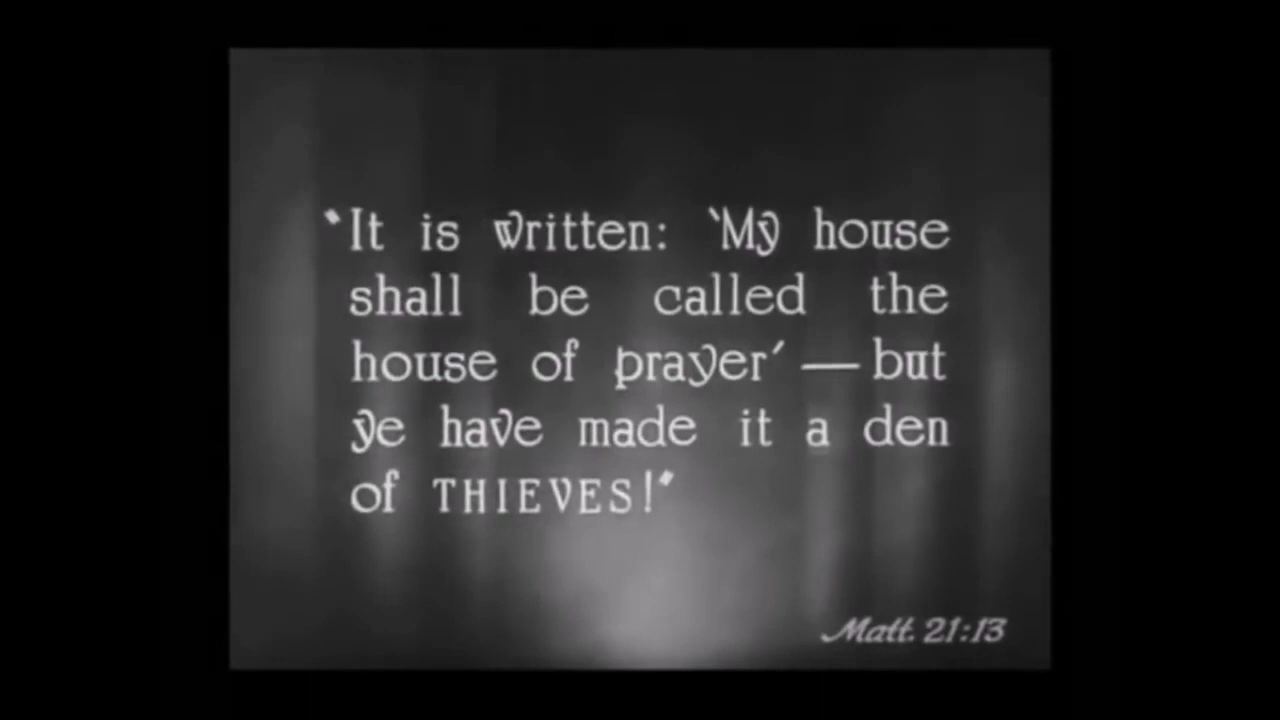 "It is written: 'My house
shall be called the
house of prayer' — but
ye have made it a den
of THIEVES!"
Matt. 21:13